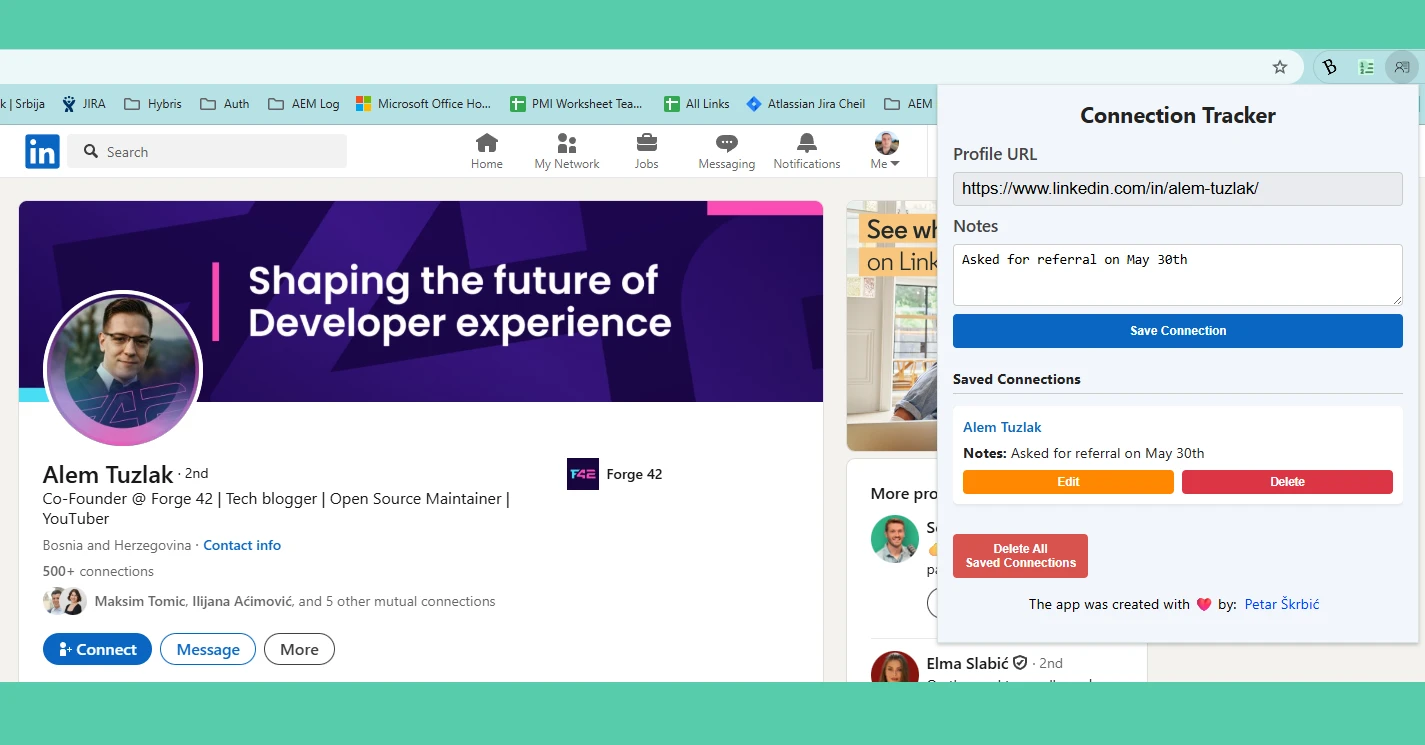 k | Srbija
JIRA
Hybris
Auth
AEM Log
Microsoft Office Ho...
PMI Worksheet Tea...
All Links
Atlassian Jira Cheil
AEM
in
Search
Home
My Network
Jobs
Messaging
Notifications
Me
Shaping the future of
Developer experience
Alem Tuzlak · 2nd
F42
Forge 42
Co-Founder @ Forge 42 | Tech blogger | Open Source Maintainer |
YouTuber
Bosnia and Herzegovina · Contact info
500+ connections
Maksim Tomic, Ilijana Aćimović, and 5 other mutual connections
Connect
Message
More
See wh
on Link
More pro
Elma Slabić · 2nd
Connection Tracker
Profile URL
https://www.linkedin.com/in/alem-tuzlak/
Notes
Asked for referral on May 30th
Save Connection
Saved Connections
Alem Tuzlak
Notes: Asked for referral on May 30th
Edit
Delete
Delete All
Saved Connections
The app was created with ❤️ by: Petar Škrbić